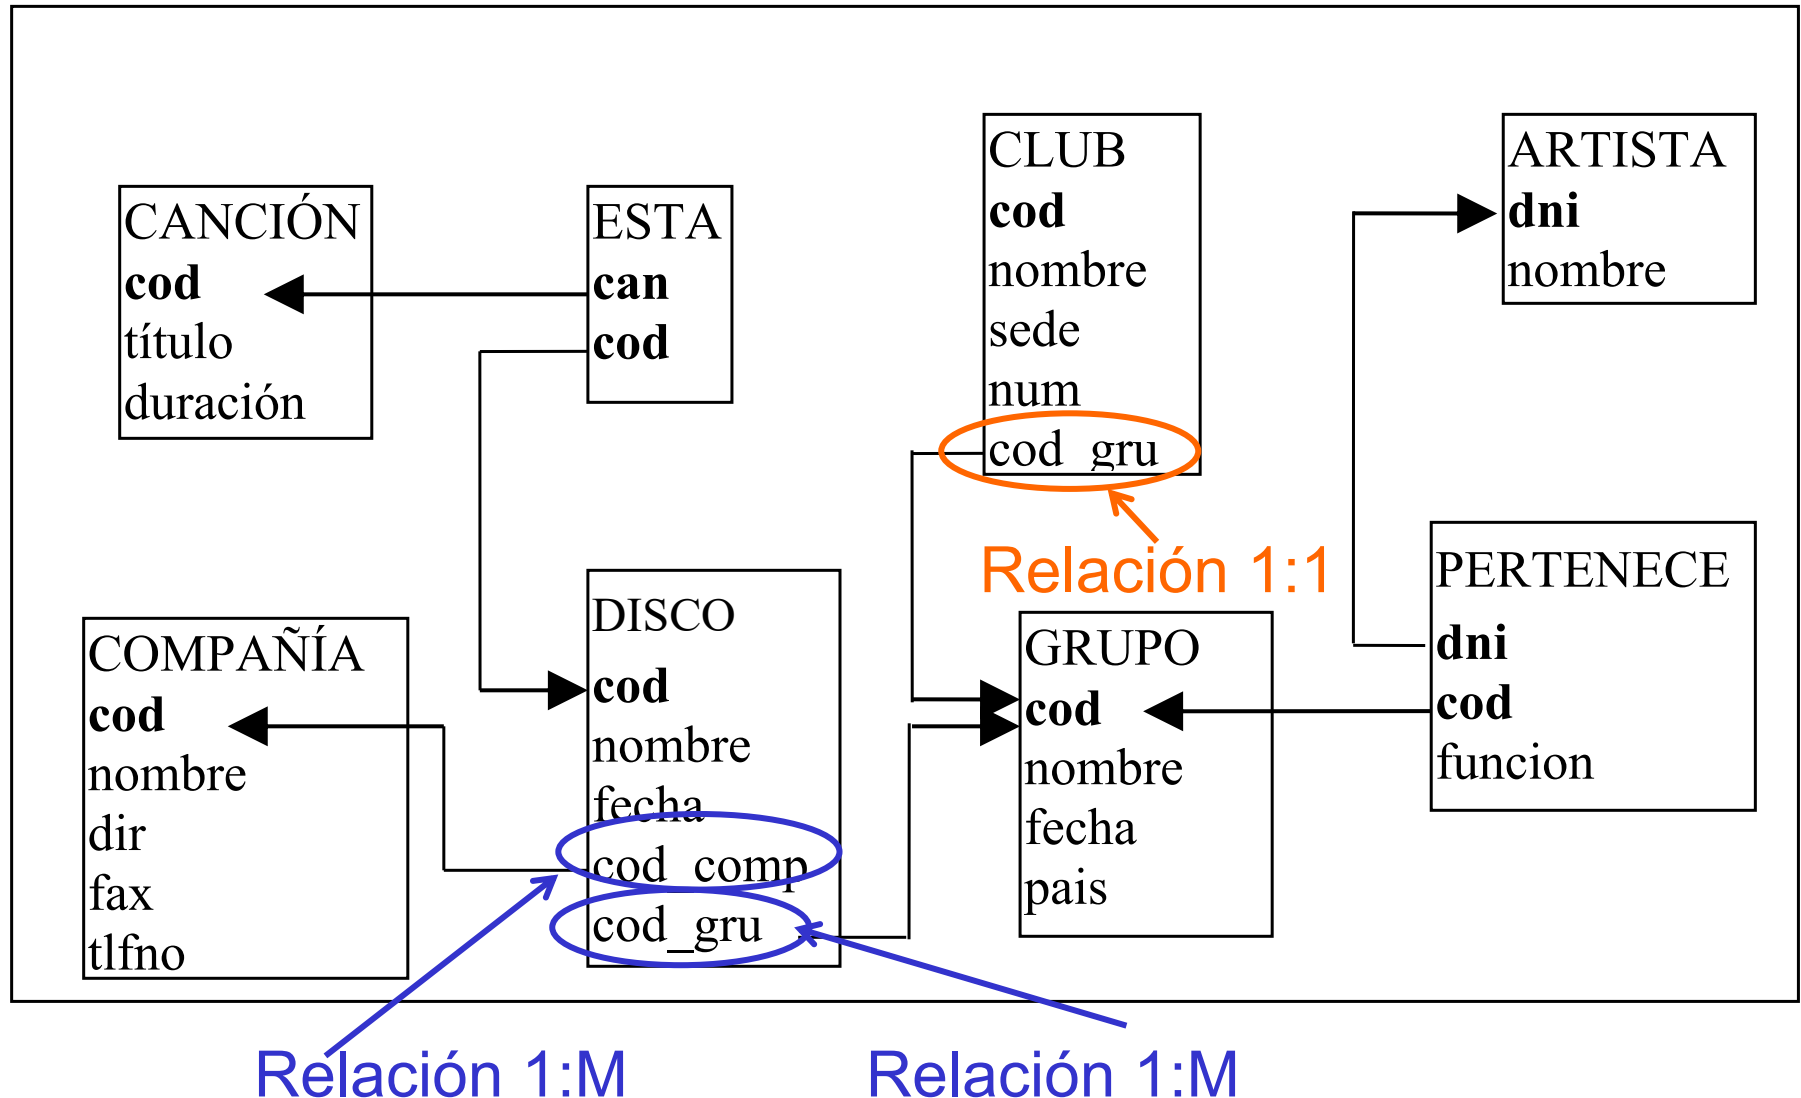 CANCIÓN
cod
título
duración
ESTA
can
cod
CLUB
cod
nombre
sede
num
cod_gru
Relación 1:1
ARTISTA
dni
nombre
COMPAÑÍA
cod
nombre
dir
fax
tlfno
DISCO
cod
nombre
fecha
cod_comp
cod_gru
GRUPO
cod
nombre
fecha
pais
PERTENECE
dni
cod
funcion
Relación 1:M
Relación 1:M